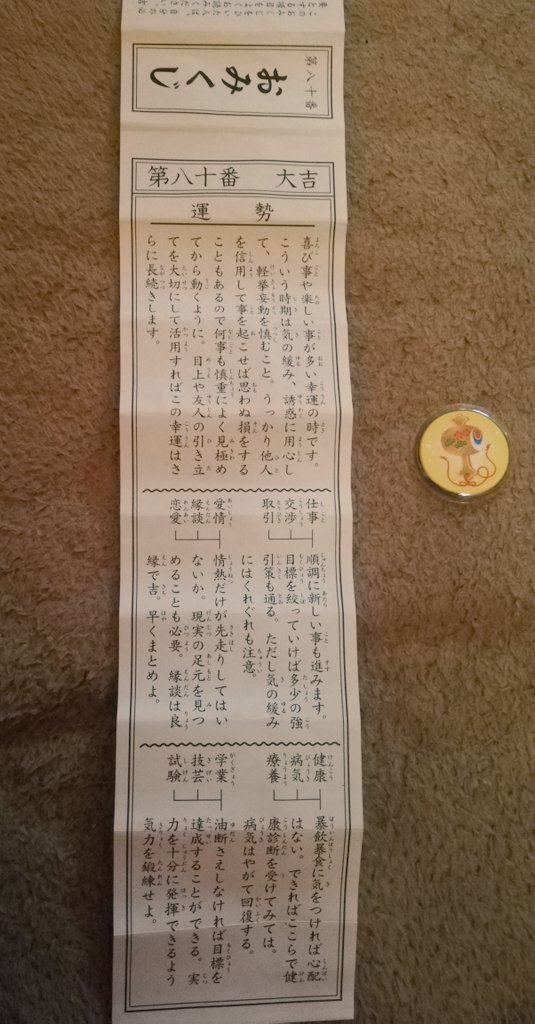 第八十番
おみくじ
第八十番 大吉
運勢
喜び事や楽しい事が多い幸運の時です。
こういう時期は気の緩み、誘惑に用心し
て、軽挙妄動を慎むこと。うっかり他人
を信用して事を起こせば思わぬ損をする
こともあるので何事も慎重によく見極め
てから動くように。目上や友人の引き立
てを大切にして活用すればこの幸運はさ
らに長続きします。
仕事
交渉
取引
順調に新しい事も進みます。
目標を絞っていけば多少の強
引策も通る。ただし気の緩み
にはくれぐれも注意。
愛情
縁談
恋愛
情熱だけが先走りしてはい
ないか。現実の足元を見つ
めることも必要。縁談は良
縁で吉。早くまとめよ。
健康
病気
療養
暴飲暴食に気をつければ心配
はない。できればここらで健
康診断を受けてみては。
病気はやがて回復する。
学業
技芸
試験
油断さえしなければ目標を
達成することができる。実
力を十分に発揮できるよう
気力を鍛練せよ。